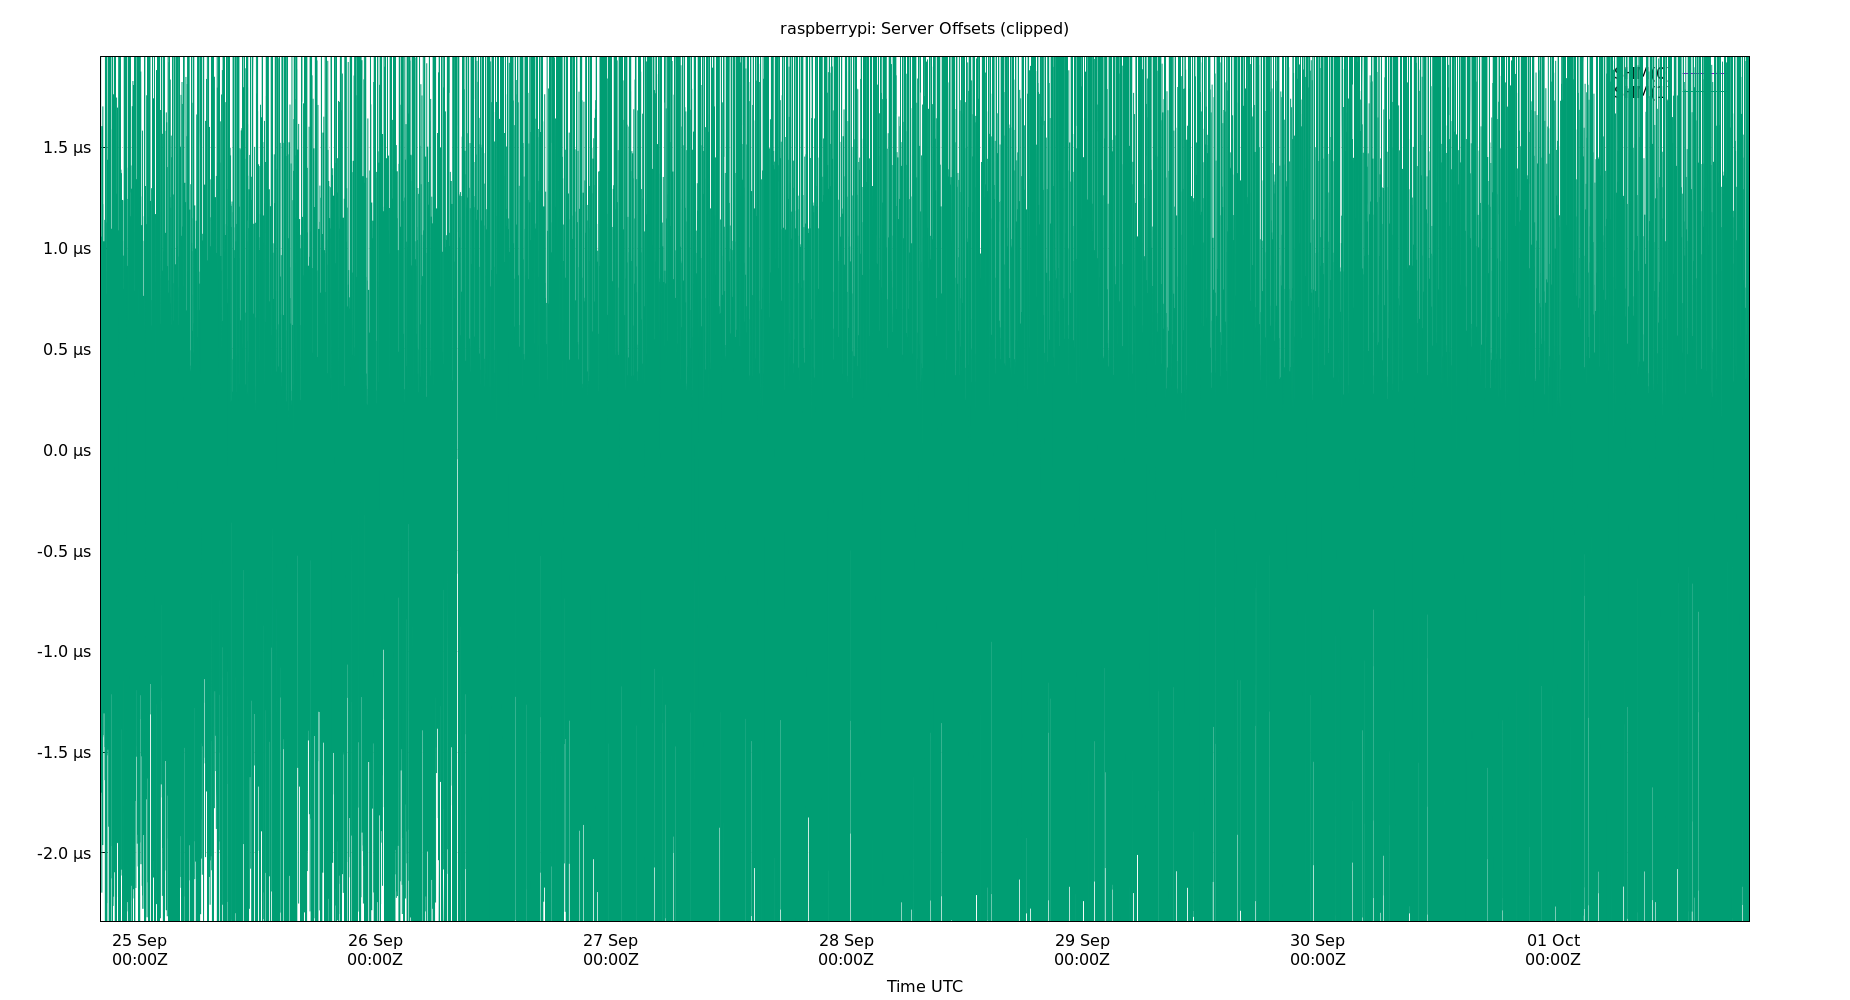 raspberrypi: Server Offsets (clipped)
1.5 µs
1.0 µs
0.5 µs
0.0 µs
-0.5 µs
-1.0 µs
-1.5 µs
-2.0 µs
25 Sep 26 Sep 27 Sep 28 Sep 29 Sep 30 Sep 01 Oct
00:00Z 00:00Z 00:00Z 00:00Z 00:00Z 00:00Z 00:00Z
Time UTC